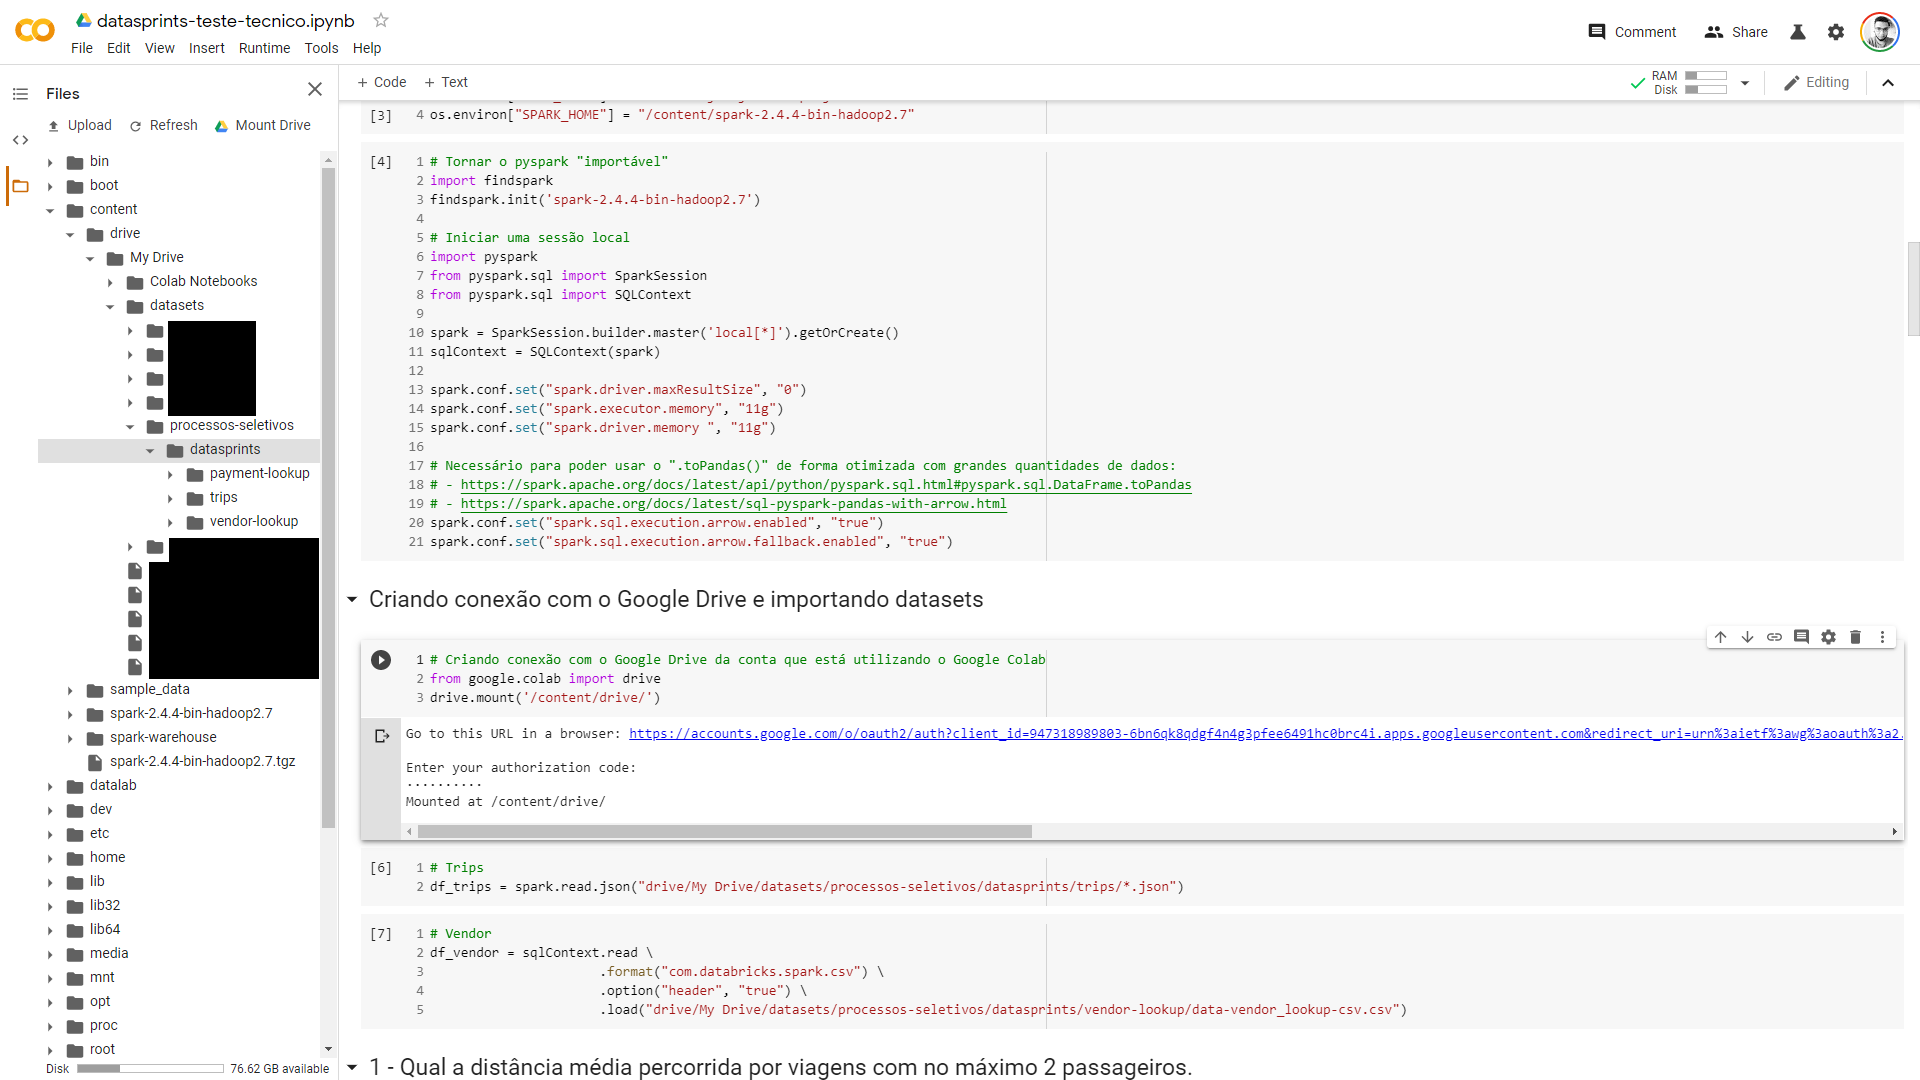 datasprints-teste-tecnico.ipynb
File Edit View Insert Runtime Tools Help
Comment Share
Files
Upload Refresh Mount Drive
bin
boot
content
drive
My Drive
Colab Notebooks
datasets
processos-seletivos
datasprints
payment-lookup
trips
vendor-lookup
sample_data
spark-2.4.4-bin-hadoop2.7
spark-warehouse
spark-2.4.4-bin-hadoop2.7.tgz
datalab
dev
etc
home
lib
lib32
lib64
media
mnt
opt
proc
root
Disk 76.62 GB available
+ Code + Text
RAM
Disk
Editing
[3] 4 os.environ["SPARK_HOME"] = "/content/spark-2.4.4-bin-hadoop2.7"
[4] 1 # Tornar o pyspark "importável"
2 import findspark
3 findspark.init('spark-2.4.4-bin-hadoop2.7')
4
5 # Iniciar uma sessão local
6 import pyspark
7 from pyspark.sql import SparkSession
8 from pyspark.sql import SQLContext
9
10 spark = SparkSession.builder.master('local[*]').getOrCreate()
11 sqlContext = SQLContext(spark)
12
13 spark.conf.set("spark.driver.maxResultSize", "0")
14 spark.conf.set("spark.executor.memory", "11g")
15 spark.conf.set("spark.driver.memory ", "11g")
16
17 # Necessário para poder usar o ".toPandas()" de forma otimizada com grandes quantidades de dados:
18 # - https://spark.apache.org/docs/latest/api/python/pyspark.sql.html#pyspark.sql.DataFrame.toPandas
19 # - https://spark.apache.org/docs/latest/sql-pyspark-pandas-with-arrow.html
20 spark.conf.set("spark.sql.execution.arrow.enabled", "true")
21 spark.conf.set("spark.sql.execution.arrow.fallback.enabled", "true")
Criando conexão com o Google Drive e importando datasets
1 # Criando conexão com o Google Drive da conta que está utilizando o Google Colab
2 from google.colab import drive
3 drive.mount('/content/drive/')
Go to this URL in a browser: https://accounts.google.com/o/oauth2/auth?client_id=947318989803-6bn6qk8qdgf4n4g3pfee6491hc0brc4i.apps.googleusercontent.com&redirect_uri=urn%3aietf%3awg%3aoauth%3a2.
Enter your authorization code:
··········
Mounted at /content/drive/
[6] 1 # Trips
2 df_trips = spark.read.json("drive/My Drive/datasets/processos-seletivos/datasprints/trips/*.json")
[7] 1 # Vendor
2 df_vendor = sqlContext.read \
3 .format("com.databricks.spark.csv") \
4 .option("header", "true") \
5 .load("drive/My Drive/datasets/processos-seletivos/datasprints/vendor-lookup/data-vendor_lookup-csv.csv")
1 - Qual a distância média percorrida por viagens com no máximo 2 passageiros.